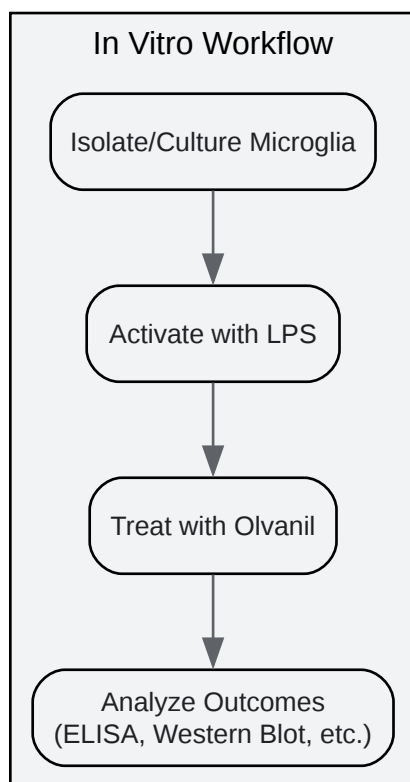 In Vitro Workflow
Isolate/Culture Microglia
Activate with LPS
Treat with Olvanil
Analyze Outcomes
(ELISA, Western Blot, etc.)